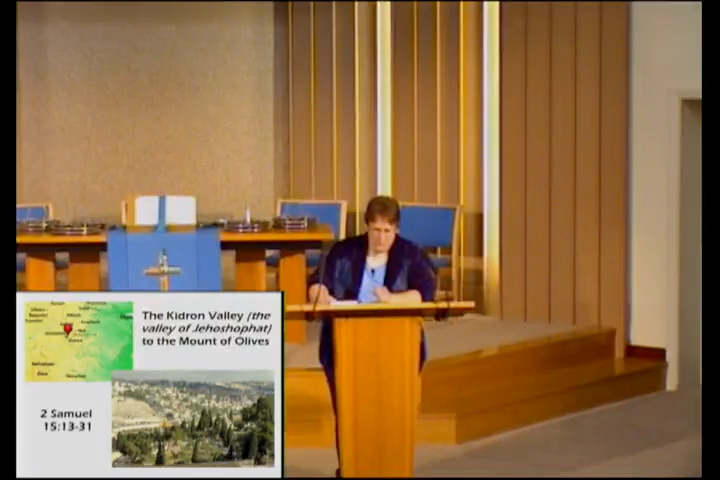 The Kidron Valley (the
valley of Jehoshophat)
to the Mount of Olives
2 Samuel
15:13-31